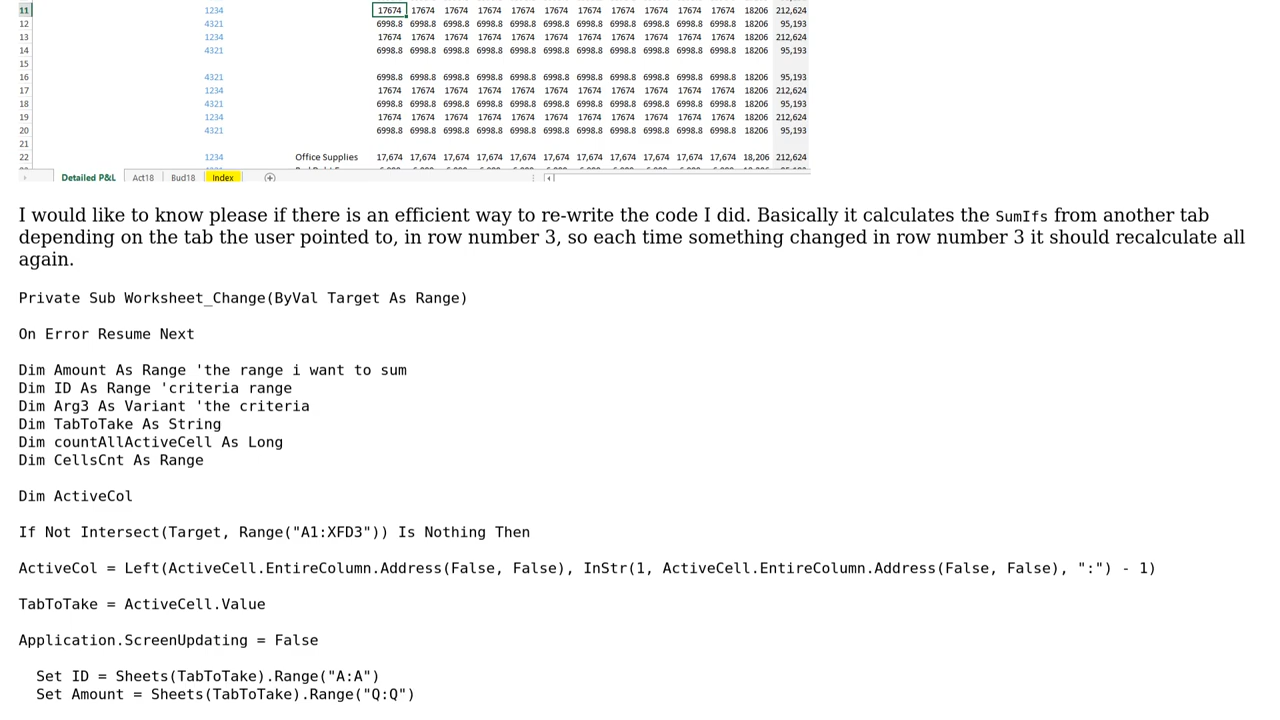 11 1234 17674 17674 17674 17674 17674 17674 17674 17674 17674 17674 17674 18206 212,624
12 4321 6998.8 6998.8 6998.8 6998.8 6998.8 6998.8 6998.8 6998.8 6998.8 6998.8 6998.8 18206 95,193
13 1234 17674 17674 17674 17674 17674 17674 17674 17674 17674 17674 17674 18206 212,624
14 4321 6998.8 6998.8 6998.8 6998.8 6998.8 6998.8 6998.8 6998.8 6998.8 6998.8 6998.8 18206 95,193
15
16 4321 6998.8 6998.8 6998.8 6998.8 6998.8 6998.8 6998.8 6998.8 6998.8 6998.8 6998.8 18206 95,193
17 1234 17674 17674 17674 17674 17674 17674 17674 17674 17674 17674 17674 18206 212,624
18 4321 6998.8 6998.8 6998.8 6998.8 6998.8 6998.8 6998.8 6998.8 6998.8 6998.8 6998.8 18206 95,193
19 1234 17674 17674 17674 17674 17674 17674 17674 17674 17674 17674 17674 18206 212,624
20 4321 6998.8 6998.8 6998.8 6998.8 6998.8 6998.8 6998.8 6998.8 6998.8 6998.8 6998.8 18206 95,193
21
22 1234 Office Supplies 17,674 17,674 17,674 17,674 17,674 17,674 17,674 17,674 17,674 17,674 17,674 18,206 212,624
Detailed P&L Act18 Bud18 Index
I would like to know please if there is an efficient way to re-write the code I did. Basically it calculates the SumIfs from another tab
depending on the tab the user pointed to, in row number 3, so each time something changed in row number 3 it should recalculate all
again.
Private Sub Worksheet_Change(ByVal Target As Range)
On Error Resume Next
Dim Amount As Range 'the range i want to sum
Dim ID As Range 'criteria range
Dim Arg3 As Variant 'the criteria
Dim TabToTake As String
Dim countAllActiveCell As Long
Dim CellsCnt As Range
Dim ActiveCol
If Not Intersect(Target, Range("A1:XFD3")) Is Nothing Then
ActiveCol = Left(ActiveCell.EntireColumn.Address(False, False), InStr(1, ActiveCell.EntireColumn.Address(False, False), ":") - 1)
TabToTake = ActiveCell.Value
Application.ScreenUpdating = False
Set ID = Sheets(TabToTake).Range("A:A")
Set Amount = Sheets(TabToTake).Range("Q:Q")